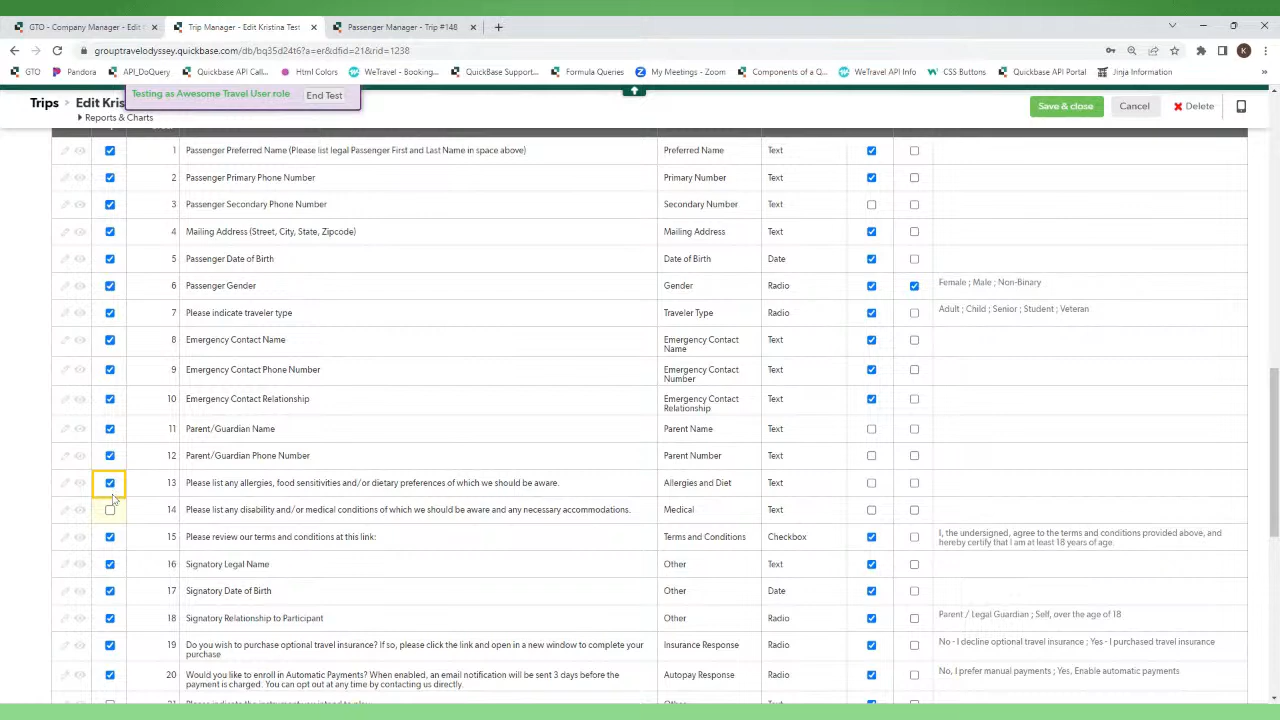 GTO - Company Manager - Edit
Trip Manager - Edit Kristina Test
Passenger Manager - Trip #148
grouptravelodyssey.quickbase.com/db/bq35d24t6?a=er&dfid=21&rid=1238
K
GTO
Pandora
API_DoQuery
Quickbase API Call...
Html Colors
WeTravel - Booking...
QuickBase Support...
Formula Queries
My Meetings - Zoom
Components of a Q...
WeTravel API Info
CSS Buttons
Quickbase API Portal
Jinja Information
Testing as Awesome Travel User role
End Test
Trips
Edit Kris
Reports & Charts
Save & close
Cancel
Delete
1 Passenger Preferred Name (Please list legal Passenger First and Last Name in space above) Preferred Name Text
2 Passenger Primary Phone Number Primary Number Text
3 Passenger Secondary Phone Number Secondary Number Text
4 Mailing Address (Street, City, State, Zipcode) Mailing Address Text
5 Passenger Date of Birth Date of Birth Date
6 Passenger Gender Gender Radio Female ; Male ; Non-Binary
7 Please indicate traveler type Traveler Type Radio Adult ; Child ; Senior ; Student ; Veteran
8 Emergency Contact Name Emergency Contact Text
Name
9 Emergency Contact Phone Number Emergency Contact Text
Number
10 Emergency Contact Relationship Emergency Contact Text
Relationship
11 Parent/Guardian Name Parent Name Text
12 Parent/Guardian Phone Number Parent Number Text
13 Please list any allergies, food sensitivities and/or dietary preferences of which we should be aware. Allergies and Diet Text
14 Please list any disability and/or medical conditions of which we should be aware and any necessary accommodations. Medical Text
15 Please review our terms and conditions at this link: Terms and Conditions Checkbox I, the undersigned, agree to the terms and conditions provided above, and
hereby certify that I am at least 18 years of age.
16 Signatory Legal Name Other Text
17 Signatory Date of Birth Other Date
18 Signatory Relationship to Participant Other Radio Parent / Legal Guardian ; Self, over the age of 18
19 Do you wish to purchase optional travel insurance? If so, please click the link and open in a new window to complete your Insurance Response Radio No - I decline optional travel insurance ; Yes - I purchased travel insurance
purchase
20 Would you like to enroll in Automatic Payments? When enabled, an email notification will be sent 3 days before the Autopay Response Radio No, I prefer manual payments ; Yes, Enable automatic payments
payment is charged. You can opt out at any time by contacting us directly.